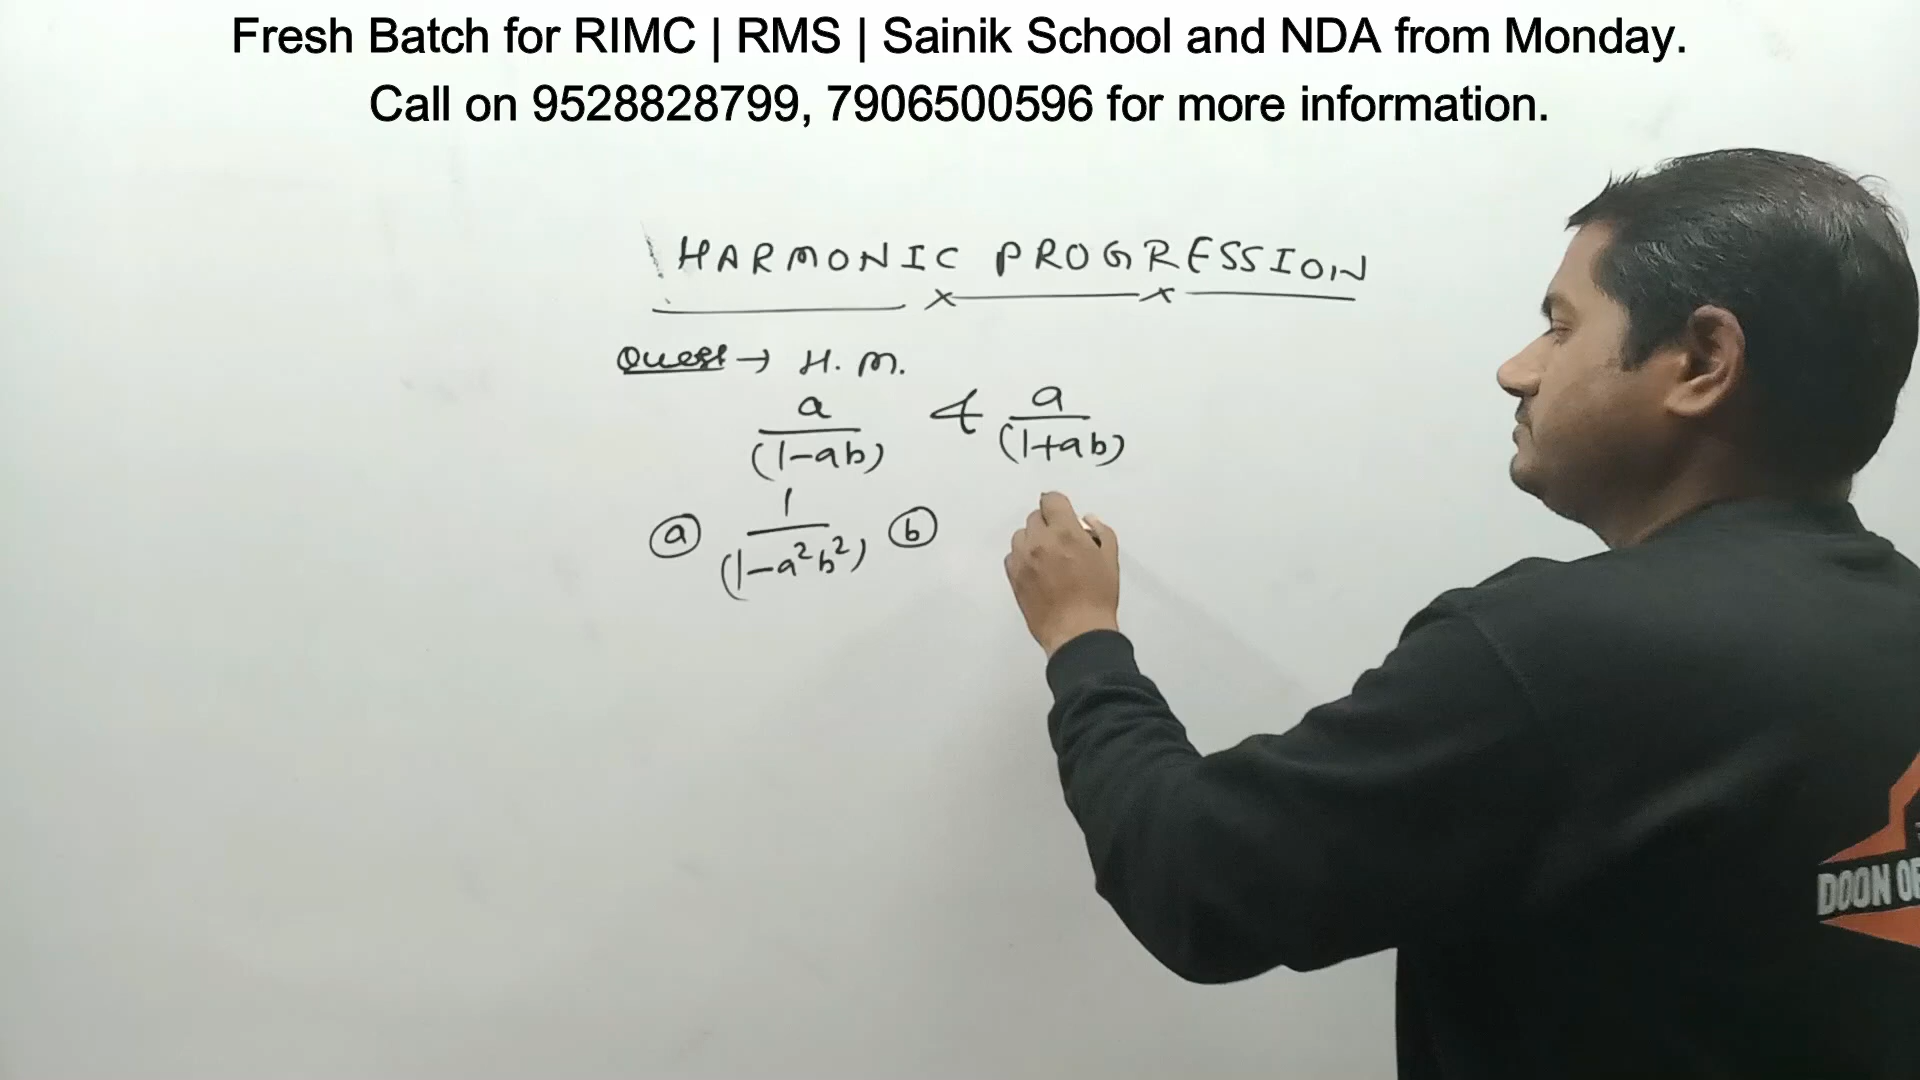 Fresh Batch for RIMC | RMS | Sainik School and NDA from Monday.
Call on 9528828799, 7906500596 for more information.
HARMONIC PROGRESSION
Quest → H.M.
a/(1-ab) & a/(1+ab)
(a) 1/(1-a²b²) (b)
DOON